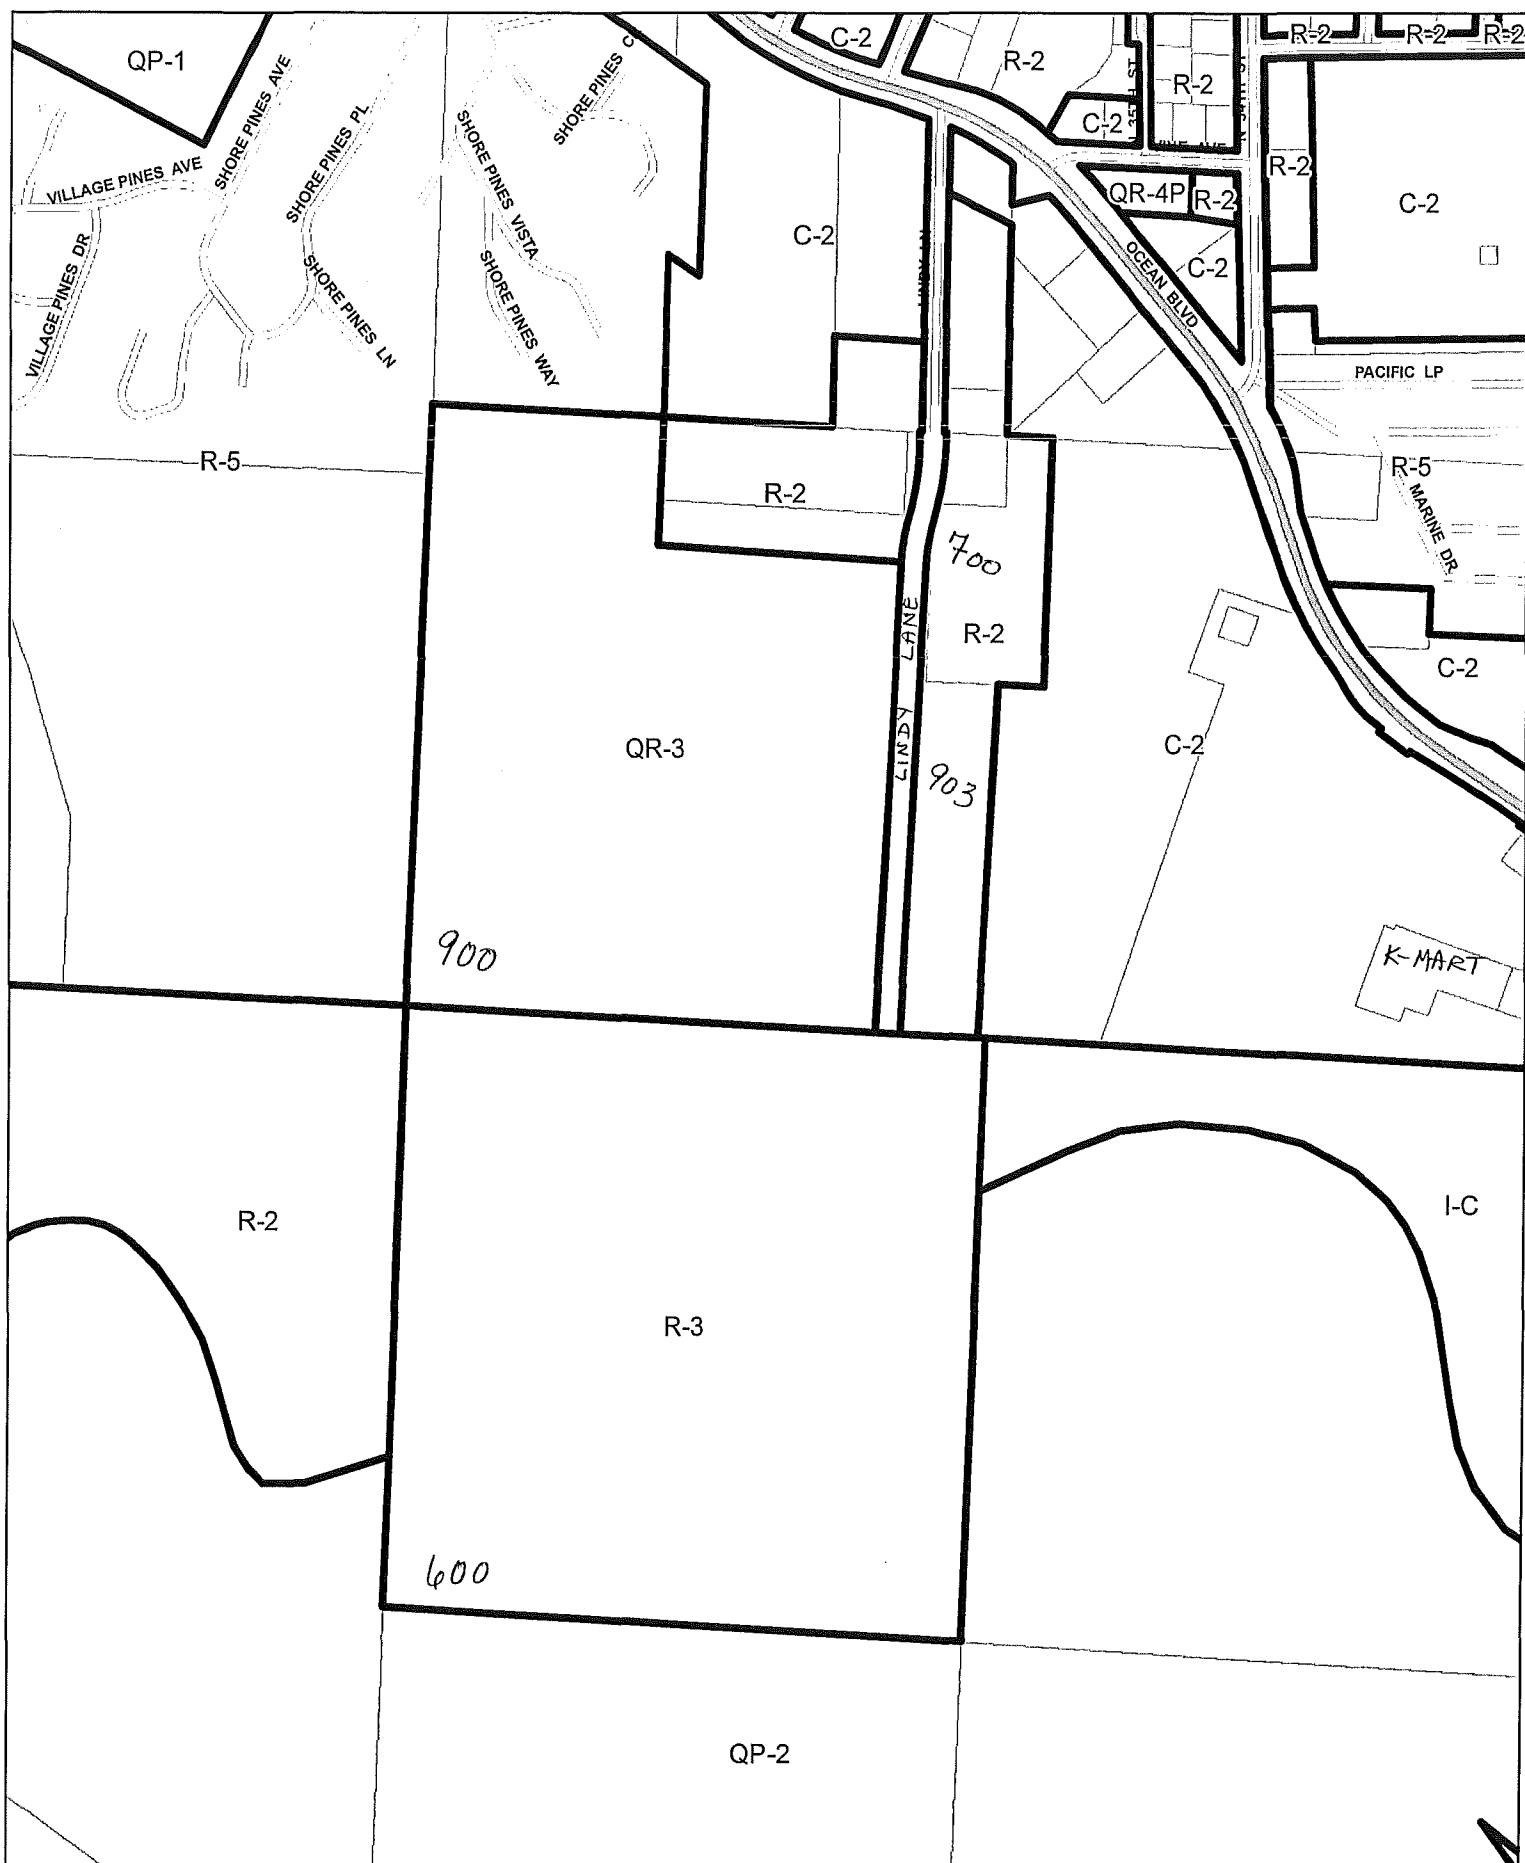 QP-1
C-2
R-2
R-2
R-2
R-2
R-2
C-2
R-2
C-2
QR-4P
R-2
C-2
C-2
SHORE PINES AVE
SHORE PINES PL
SHORE PINES C
VILLAGE PINES AVE
SHORE PINES VISTA
VILLAGE PINES DR
SHORE PINES LN
SHORE PINES WAY
C-2
OCEAN BLVD
PACIFIC LP
R-5
R-2
R-5
MARINE DR
700
R-2
LINDY LANE
C-2
QR-3
C-2
903
900
K-MART
R-2
I-C
R-3
600
QP-2